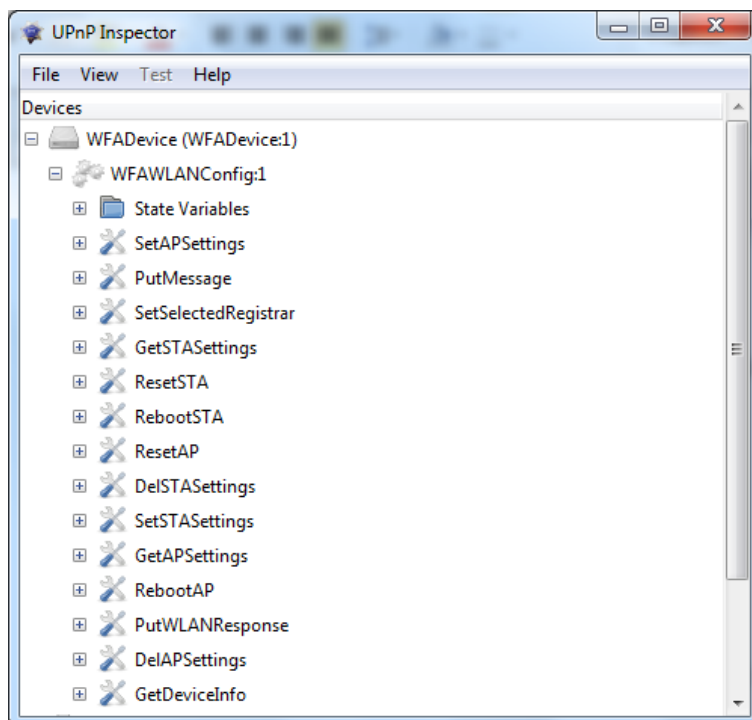 UPnP Inspector
File View Test Help
Devices
WFADevice (WFADevice:1)
WFAWLANConfig:1
State Variables
SetAPSettings
PutMessage
SetSelectedRegistrar
GetSTASettings
ResetSTA
RebootSTA
ResetAP
DelSTASettings
SetSTASettings
GetAPSettings
RebootAP
PutWLANResponse
DelAPSettings
GetDeviceInfo